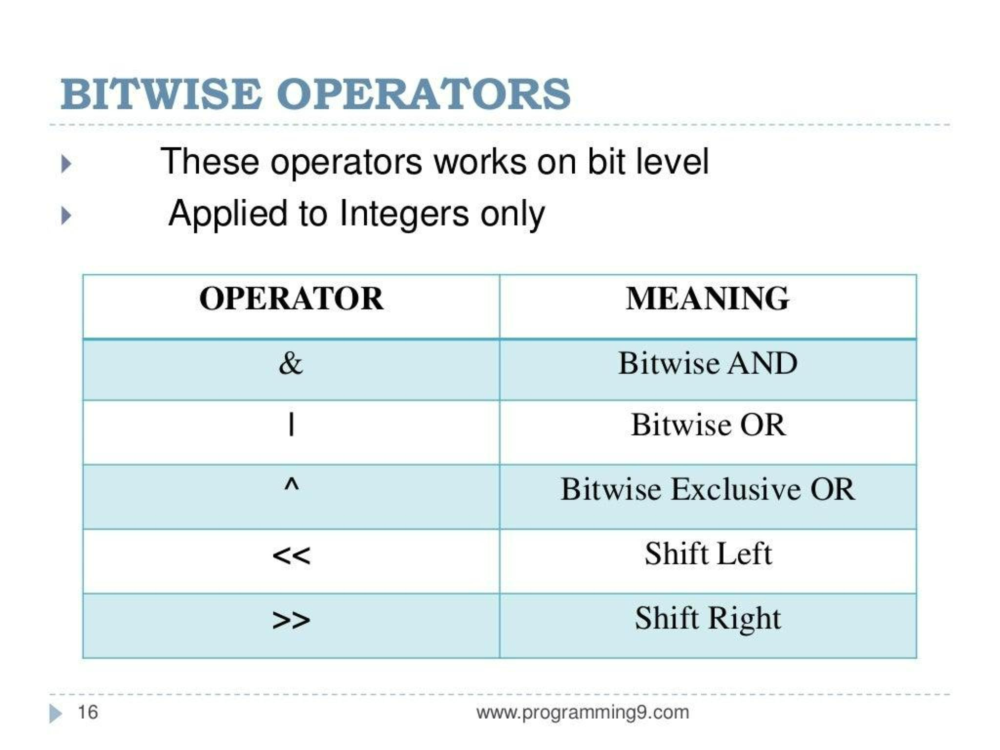 BITWISE OPERATORS
These operators works on bit level
Applied to Integers only
OPERATOR MEANING
& Bitwise AND
| Bitwise OR
^ Bitwise Exclusive OR
<< Shift Left
>> Shift Right
16 www.programming9.com